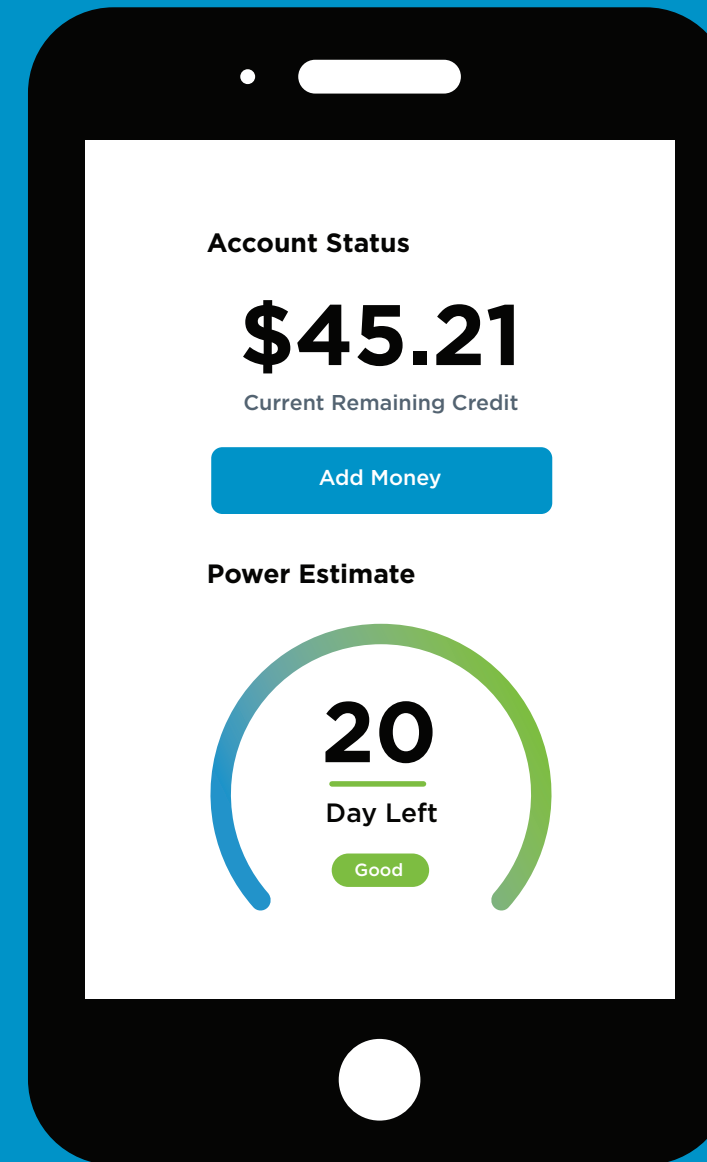 Account Status
$45.21
Current Remaining Credit
Add Money
Power Estimate
20
Day Left
Good